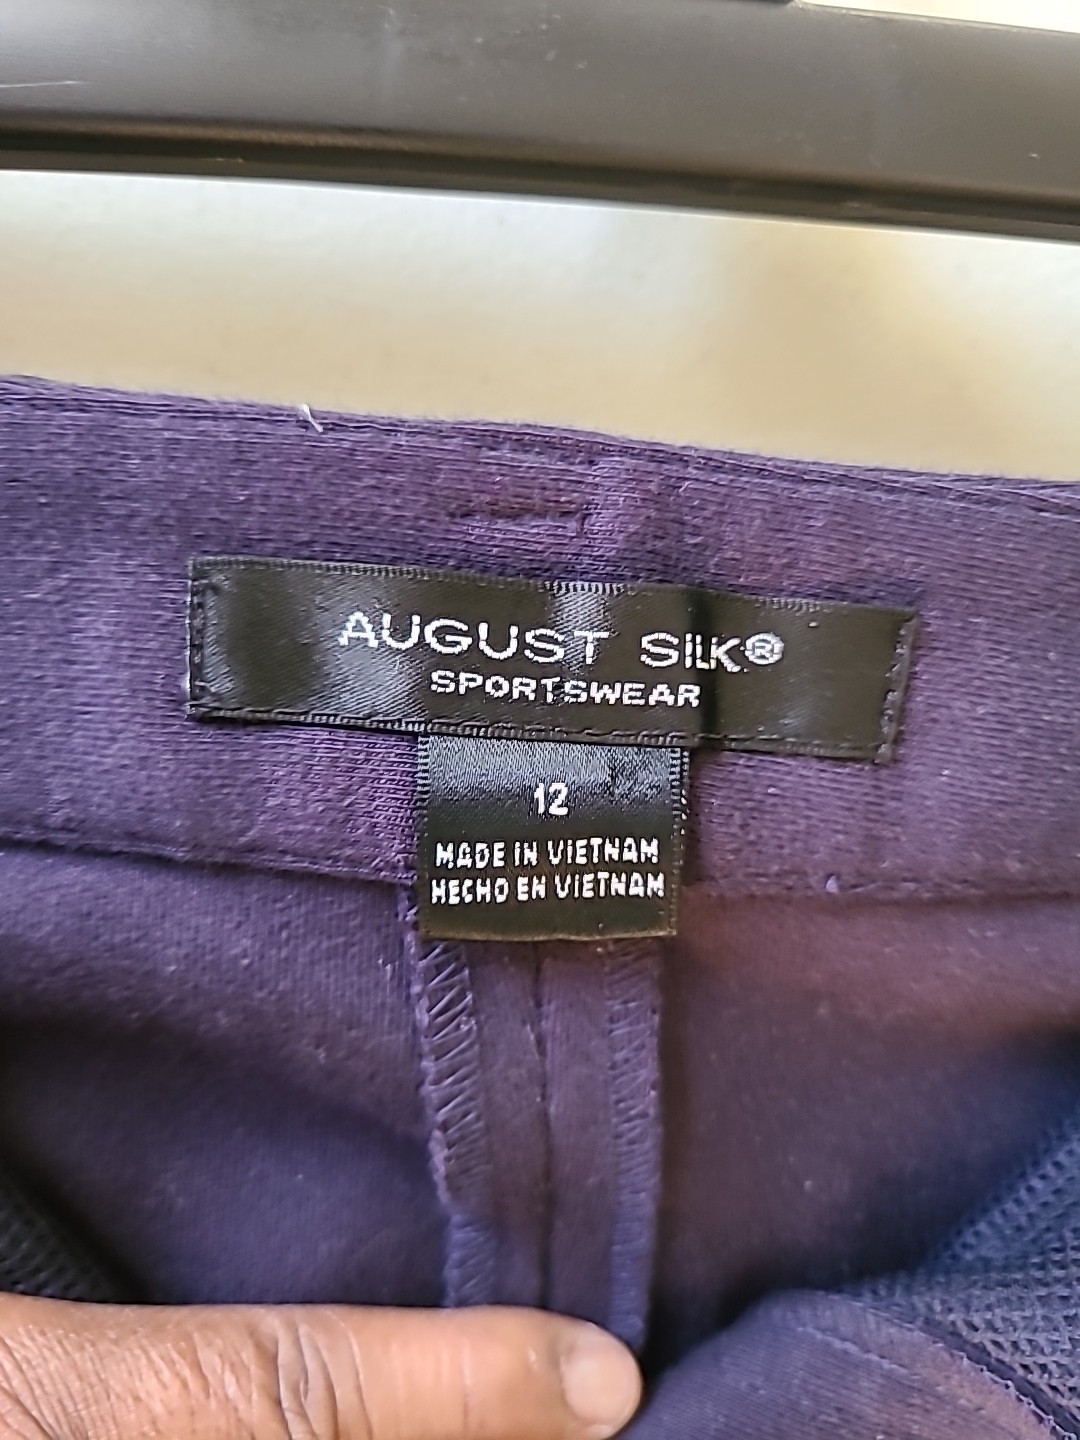 AUGUST SILK®
SPORTSWEAR
12
MADE IN VIETNAM
HECHO EN VIETNAM